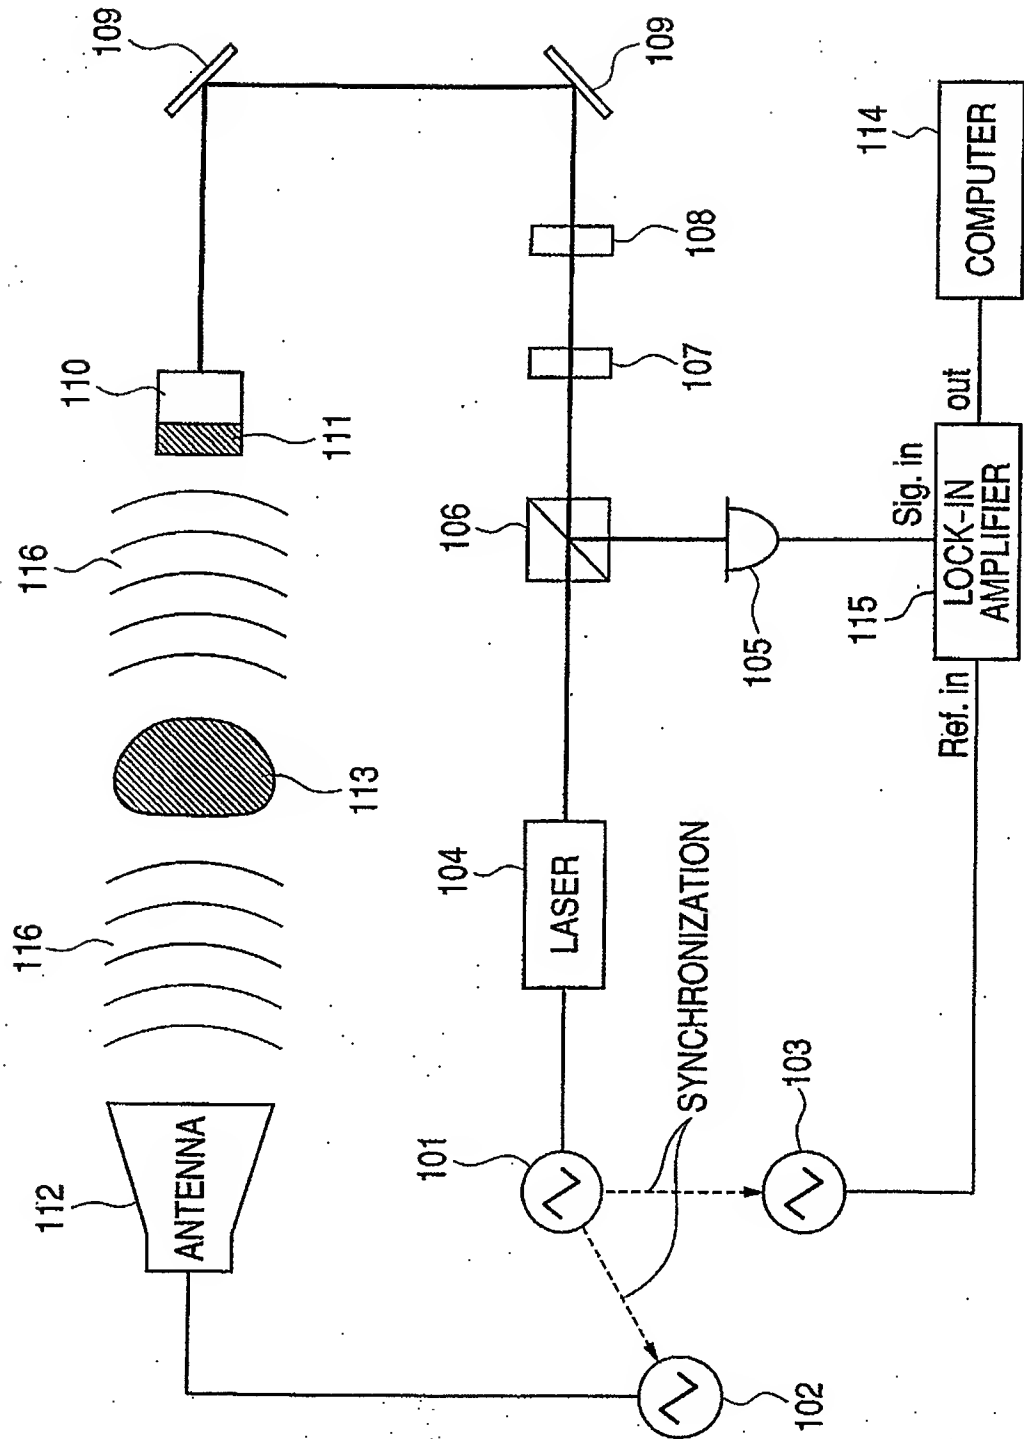 112
ANTENNA
116
113
116
110
111
109
109
102
101
SYNCHRONIZATION
103
104
LASER
106
105
107
108
Ref. in
115
LOCK-IN
AMPLIFIER
Sig. in
out
114
COMPUTER